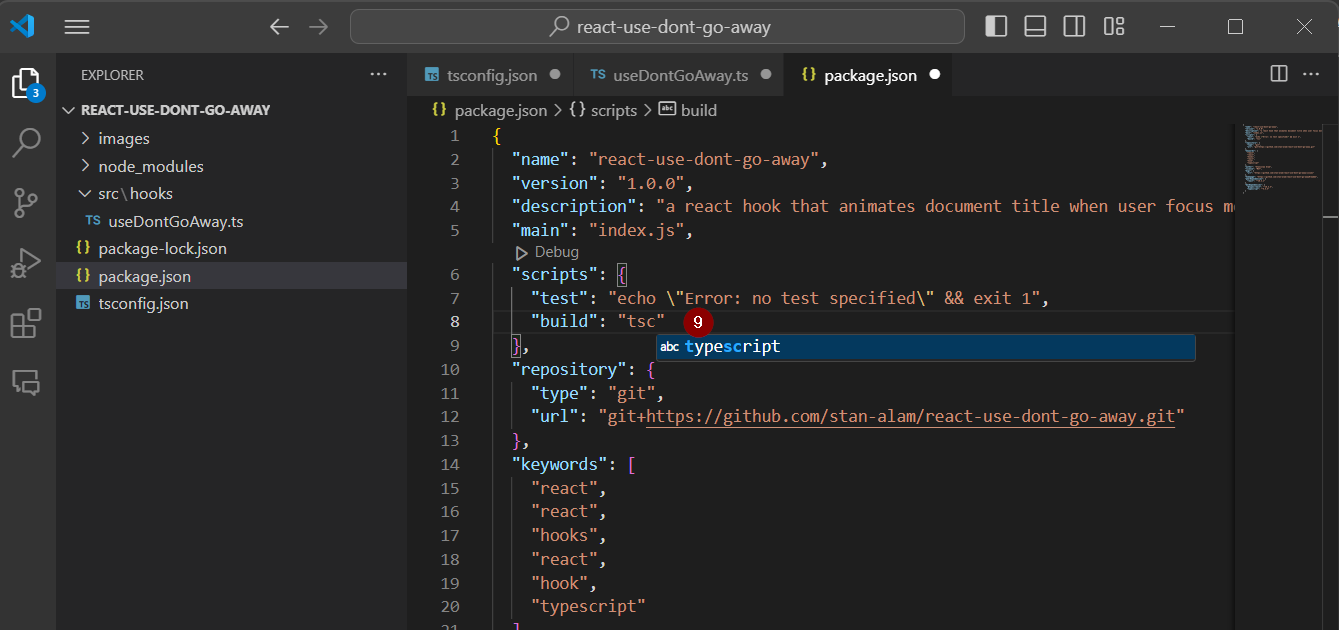 react-use-dont-go-away
EXPLORER
3
REACT-USE-DONT-GO-AWAY
images
node_modules
src\hooks
TS useDontGoAway.ts
{} package-lock.json
{} package.json
TS tsconfig.json
TS tsconfig.json
TS useDontGoAway.ts
{} package.json
{} package.json > {} scripts > abc build
1 {
2 "name": "react-use-dont-go-away",
3 "version": "1.0.0",
4 "description": "a react hook that animates document title when user focus m
5 "main": "index.js",
Debug
6 "scripts": {
7 "test": "echo \"Error: no test specified\" && exit 1",
8 "build": "tsc" 9
abc typescript
9 },
10 "repository": {
11 "type": "git",
12 "url": "git+https://github.com/stan-alam/react-use-dont-go-away.git"
13 },
14 "keywords": [
15 "react",
16 "react",
17 "hooks",
18 "react",
19 "hook",
20 "typescript"
21 ]